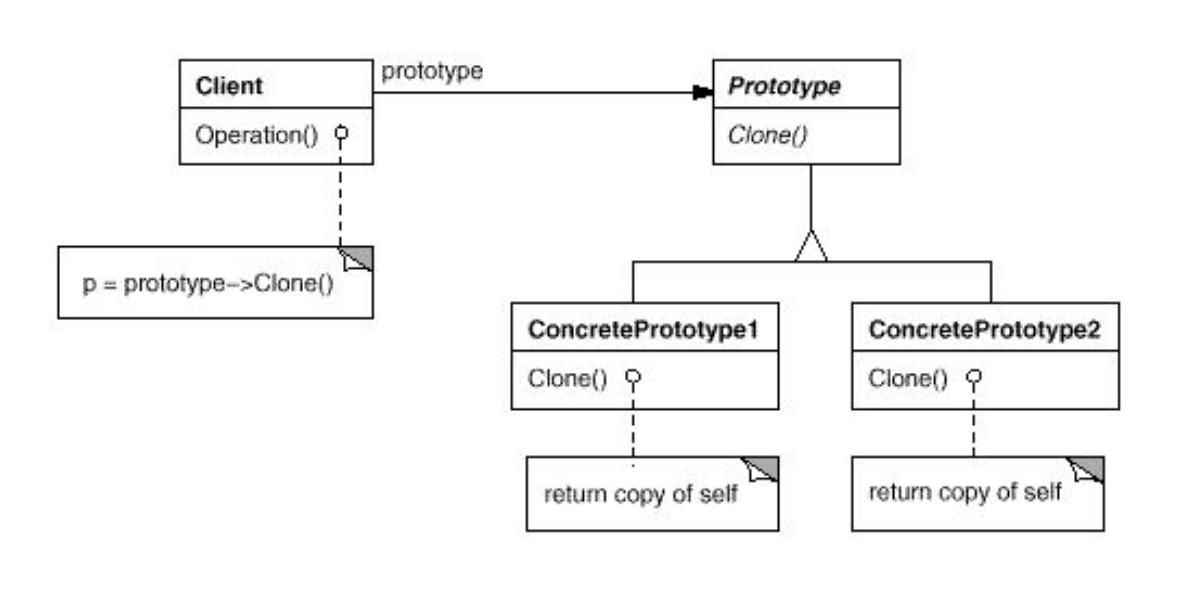 Client
prototype
Prototype
Operation()
Clone()
p = prototype−>Clone()
ConcretePrototype1
ConcretePrototype2
Clone()
Clone()
return copy of self
return copy of self